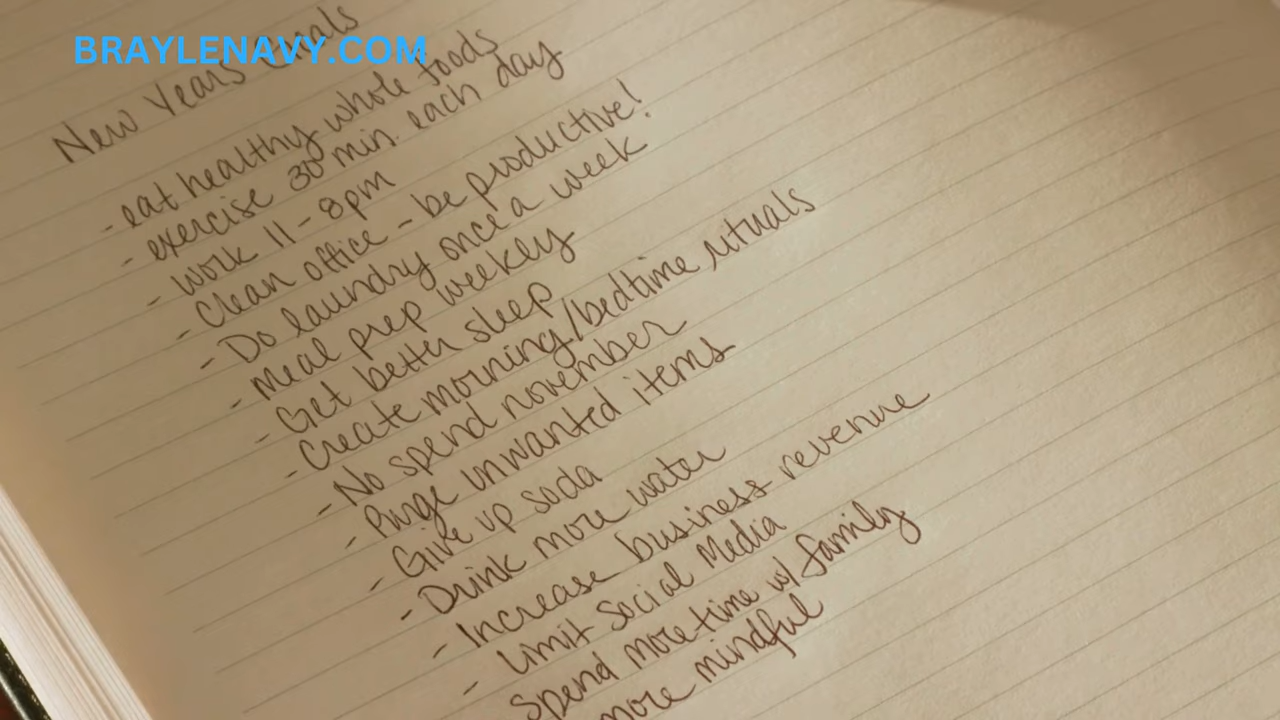 BRAYLENAVY.COM
New Years Goals
- eat healthy whole foods
- exercise 30 min. each day
- work 11-8pm
- Clean office - be productive!
- Do laundry once a week
- Meal prep weekly
- Get better sleep
- Create morning/bedtime rituals
- No spend november
- Purge unwanted items
- Give up soda
- Drink more water
- Increase business revenue
- Limit Social Media
Spend more time w/ family
more mindful